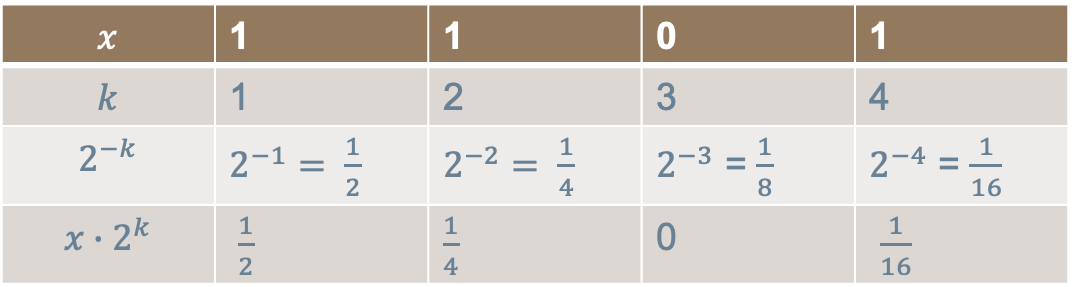 x 1 1 0 1
k 1 2 3 4
2⁻ᵏ 2⁻¹ = 1/2 2⁻² = 1/4 2⁻³ = 1/8 2⁻⁴ = 1/16
x · 2ᵏ 1/2 1/4 0 1/16